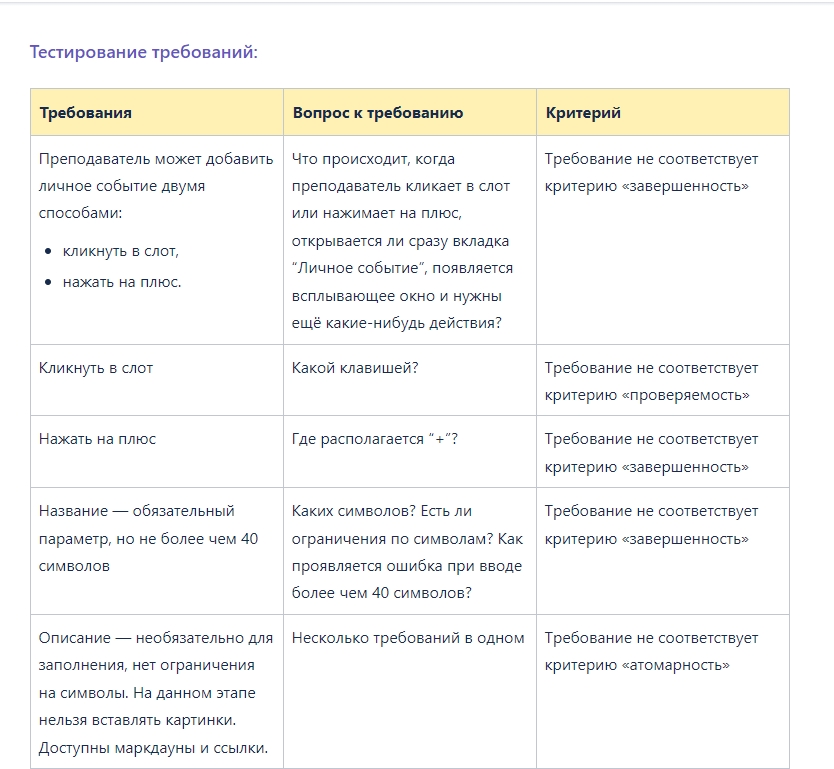 Тестирование требований:
Требования
Вопрос к требованию
Критерий
Преподаватель может добавить
личное событие двумя
способами:
• кликнуть в слот,
• нажать на плюс.
Что происходит, когда
преподаватель кликает в слот
или нажимает на плюс,
открывается ли сразу вкладка
“Личное событие”, появляется
всплывающее окно и нужны
ещё какие-нибудь действия?
Требование не соответствует
критерию «завершенность»
Кликнуть в слот
Какой клавишей?
Требование не соответствует
критерию «проверяемость»
Нажать на плюс
Где располагается “+”?
Требование не соответствует
критерию «завершенность»
Название — обязательный
параметр, но не более чем 40
символов
Каких символов? Есть ли
ограничения по символам? Как
проявляется ошибка при вводе
более чем 40 символов?
Требование не соответствует
критерию «завершенность»
Описание — необязательно для
заполнения, нет ограничения
на символы. На данном этапе
нельзя вставлять картинки.
Доступны маркдауны и ссылки.
Несколько требований в одном
Требование не соответствует
критерию «атомарность»